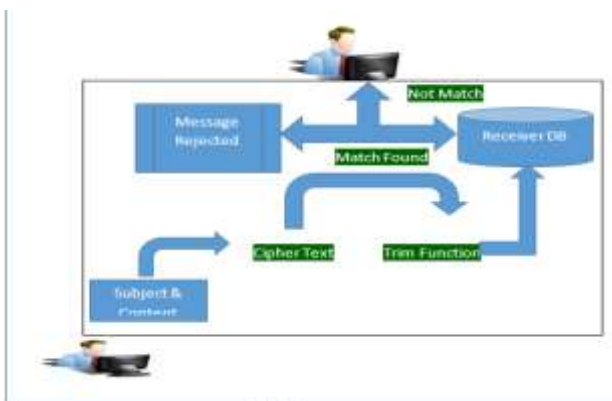 Not Match
Message
Rejected
Receiver DB
Match Found
Cipher Text
Trim Function
Subject &
Content